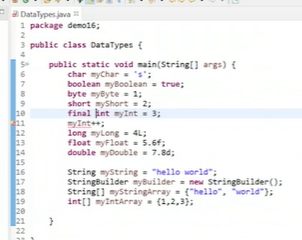 DataTypes.java
1 package demo16;
2
3 public class DataTypes {
4
5 public static void main(String[] args) {
6 char myChar = 's';
7 boolean myBoolean = true;
8 byte myByte = 1;
9 short myShort = 2;
10 final int myInt = 3;
11 myInt++;
12 long myLong = 4L;
13 float myFloat = 5.6f;
14 double myDouble = 7.8d;
15
16 String myString = "hello world";
17 StringBuilder myBuilder = new StringBuilder();
18 String[] myStringArray = {"hello", "world"};
19 int[] myIntArray = {1,2,3};
20
21 }
22
23 }